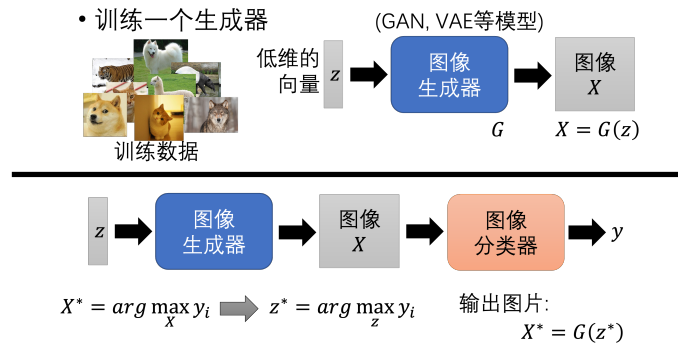 • 训练一个生成器
(GAN, VAE等模型)
低维的
向量
z
图像
生成器
图像
X
G
X = G(z)
训练数据
z
图像
生成器
图像
X
图像
分类器
y
X* = arg max y_i
X
z* = arg max y_i
z
输出图片:
X* = G(z*)